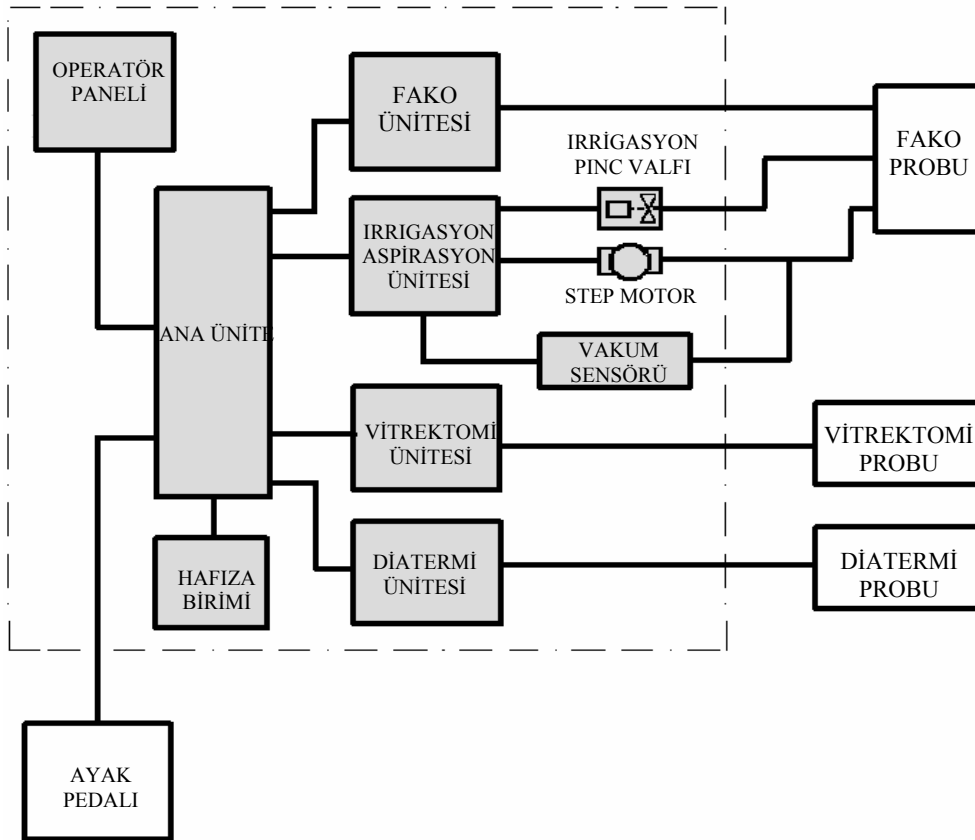 OPERATÖR
PANELİ
FAKO
ÜNİTESİ
IRRİGASYON
PINC VALFI
FAKO
PROBU
IRRIGASYON
ASPİRASYON
ÜNİTESİ
STEP MOTOR
ANA ÜNİTE
VAKUM
SENSÖRÜ
VİTREKTOMİ
ÜNİTESİ
VİTREKTOMİ
PROBU
HAFIZA
BİRİMİ
DİATERMİ
ÜNİTESİ
DİATERMİ
PROBU
AYAK
PEDALI